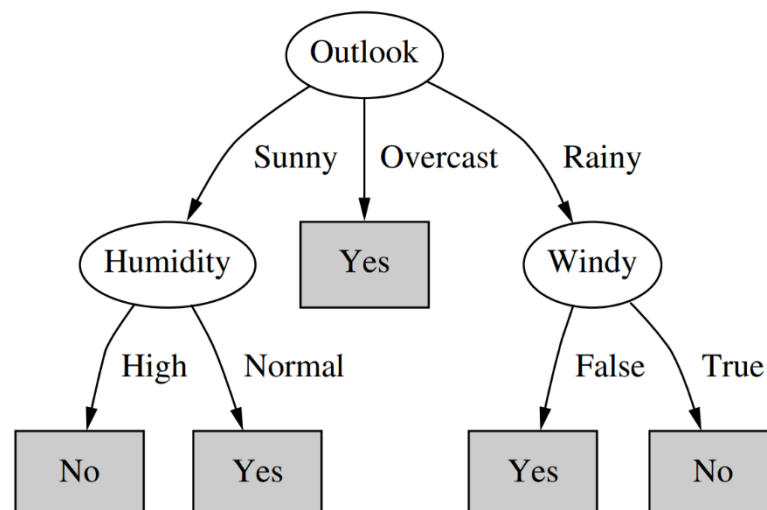 Outlook
Sunny Overcast Rainy
Humidity Yes Windy
High Normal False True
No Yes Yes No